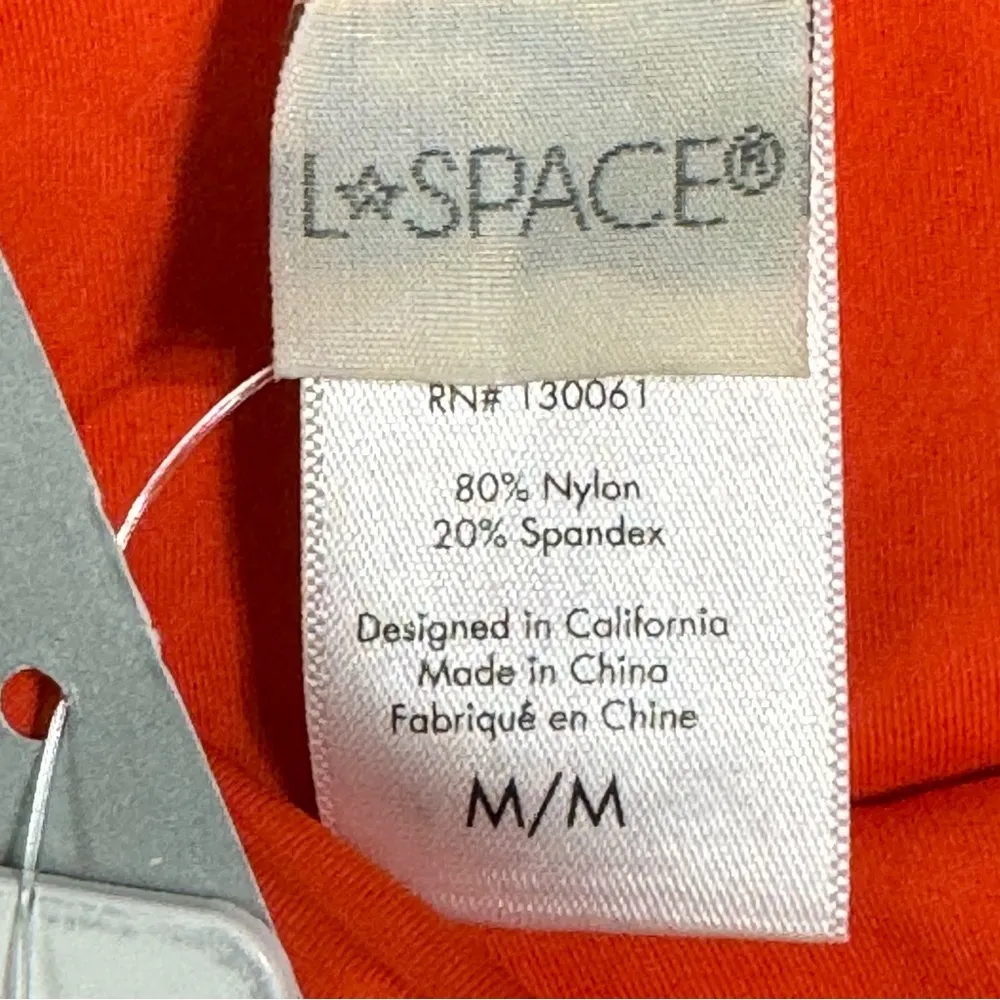 L☆SPACE®
RN# 130061
80% Nylon
20% Spandex
Designed in California
Made in China
Fabriqué en Chine
M/M